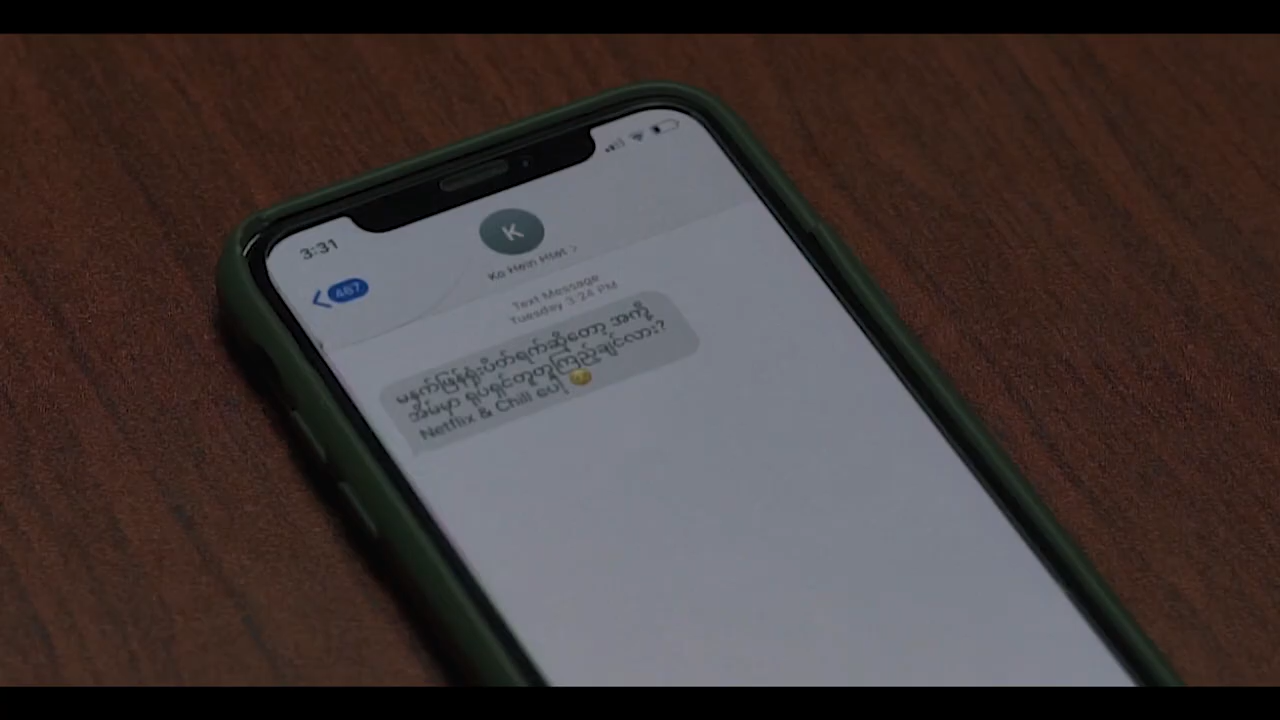 3:31
467
K
Ko Hein Htet >
Text Message
Tuesday 3:24 PM
မနက်ဖြန်ရုံးပိတ်ရက်ဆိုတော့ အကို့
အိမ်မှာ ရုပ်ရှင်တူတူကြည့်ချင်လား?
Netflix & Chill ပေါ့